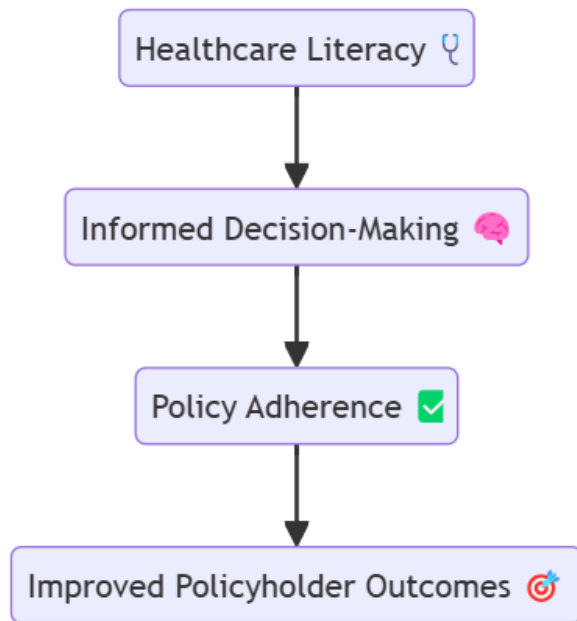 Healthcare Literacy 🩺
Informed Decision-Making 🧠
Policy Adherence ✅
Improved Policyholder Outcomes 🎯